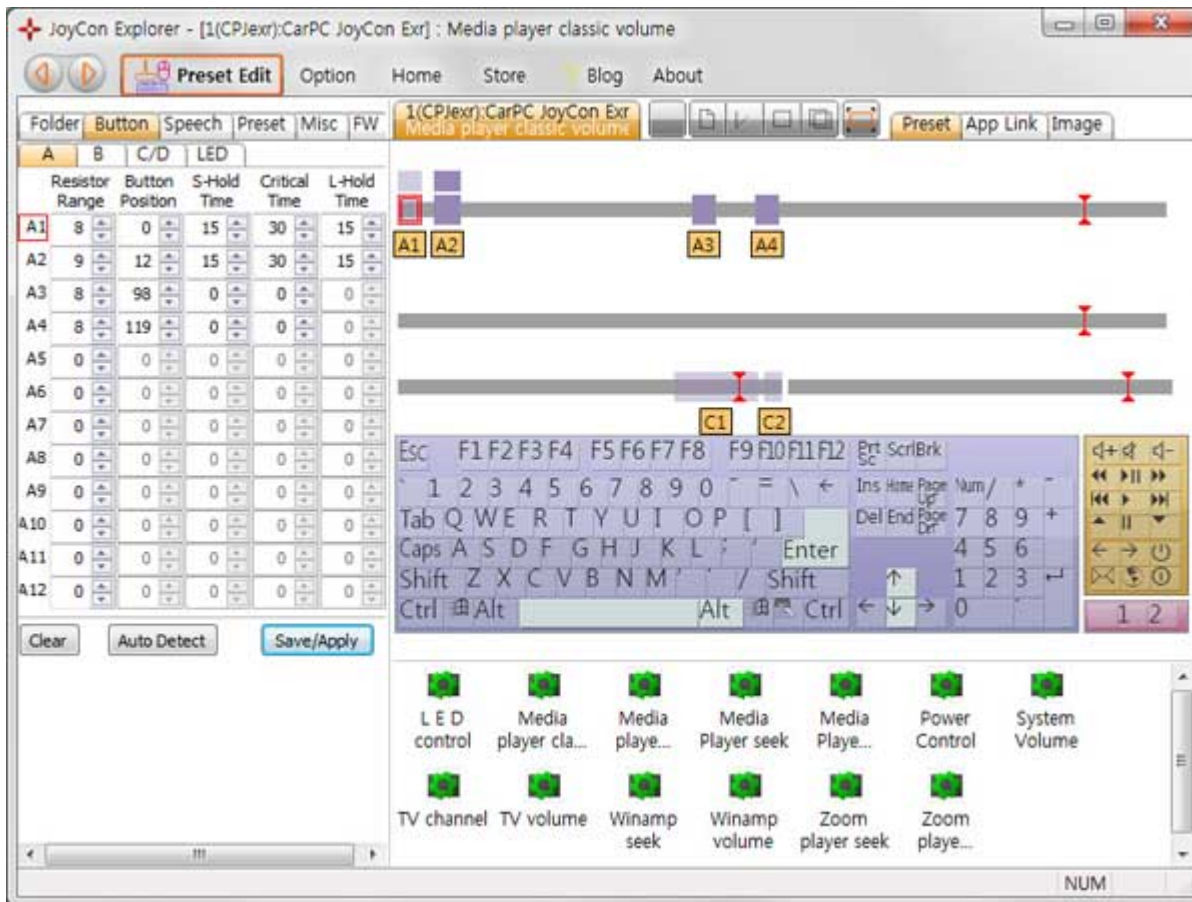 JoyCon Explorer - [1(CPJexr):CarPC JoyCon Exr] : Media player classic volume
Preset Edit Option Home Store Blog About
Folder Button Speech Preset Misc FW
1(CPJexr):CarPC JoyCon Exr
Media player classic volume
Preset App Link Image
A B C/D LED
Resistor Button S-Hold Critical L-Hold
Range Position Time Time Time
A1 8 0 15 30 15
A2 9 12 15 30 15
A3 8 98 0 0 0
A4 8 119 0 0 0
A5 0 0 0 0 0
A6 0 0 0 0 0
A7 0 0 0 0 0
A8 0 0 0 0 0
A9 0 0 0 0 0
A10 0 0 0 0 0
A11 0 0 0 0 0
A12 0 0 0 0 0
Clear Auto Detect Save/Apply
A1 A2 A3 A4
C1 C2
Esc F1 F2 F3 F4 F5 F6 F7 F8 F9 F10 F11 F12 Prt Sc Scrl Brk
` 1 2 3 4 5 6 7 8 9 0 - = \ ← Ins Home Page Up Num / * -
Tab Q W E R T Y U I O P [ ] Del End Page Dn 7 8 9 +
Caps A S D F G H J K L ; ' Enter 4 5 6
Shift Z X C V B N M / Shift ↑ 1 2 3 ↵
Ctrl Alt Alt Ctrl ← ↓ → 0
1 2
L E D control
Media player cla...
Media playe...
Media Player seek
Media Playe...
Power Control
System Volume
TV channel
TV volume
Winamp seek
Winamp volume
Zoom player seek
Zoom playe...
NUM